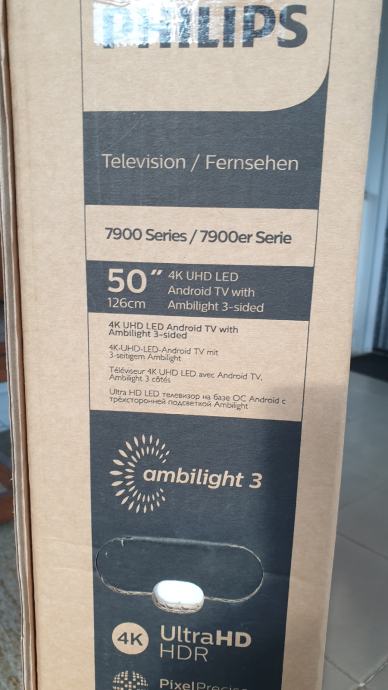 PHILIPS
Television / Fernsehen
7900 Series / 7900er Serie
50” 4K UHD LED
126cm Android TV with
Ambilight 3-sided
4K UHD LED Android TV with
Ambilight 3-sided
4K-UHD-LED-Android TV mit
3-seitigem Ambilight
Téléviseur 4K UHD LED avec Android TV,
Ambilight 3 côtés
Ultra HD LED телевизор на базе ОС Android с
трёхсторонней подсветкой Ambilight
ambilight 3
4K UltraHD
HDR
PixelPrecise